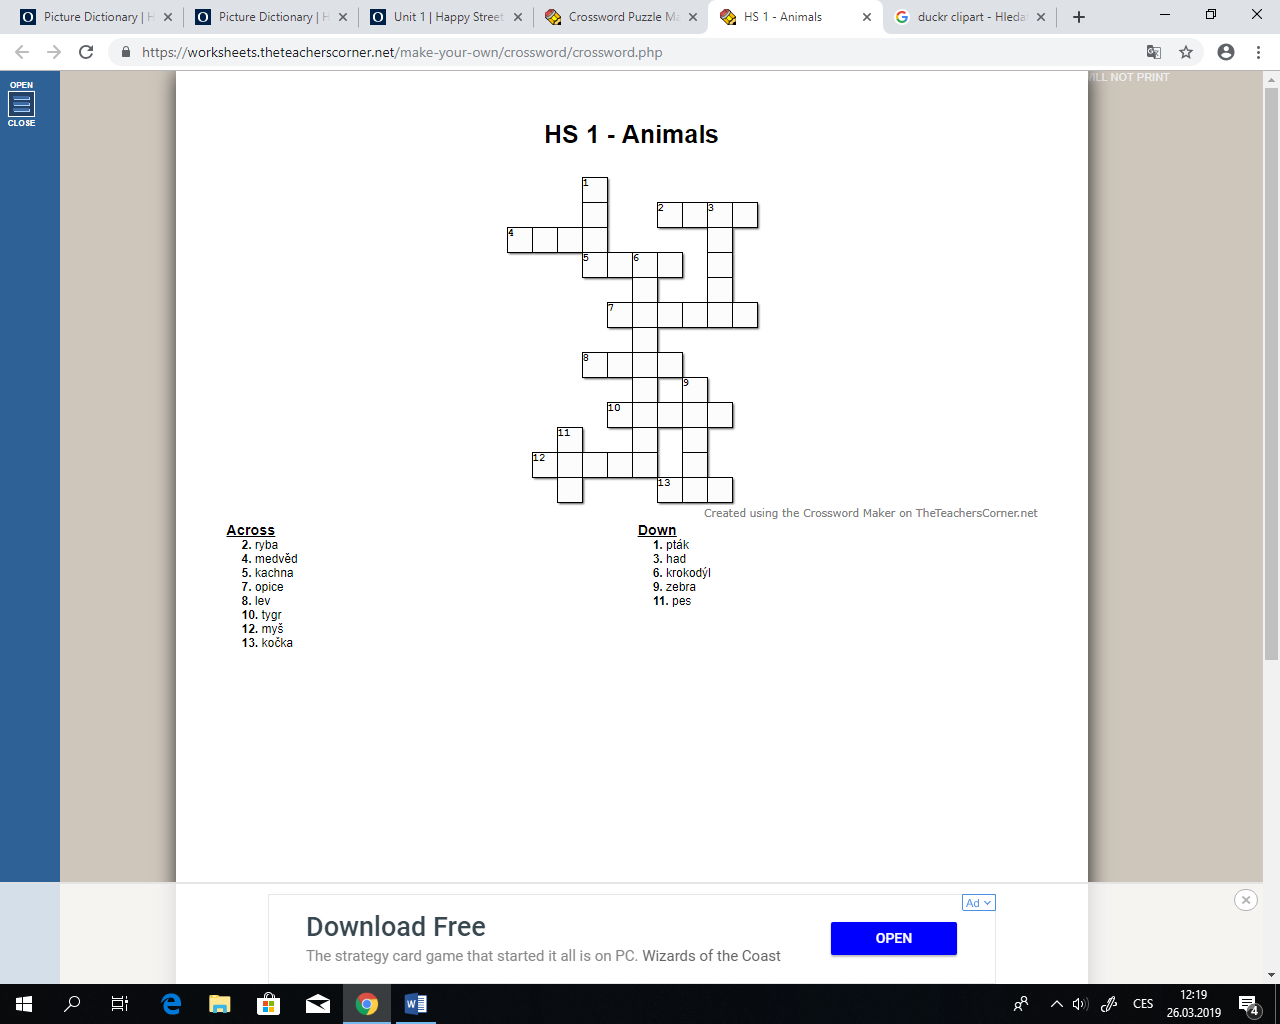 Picture Dictionary | H
Picture Dictionary | H
Unit 1 | Happy Street
Crossword Puzzle Ma
HS 1 - Animals
duckr clipart - Hleda
https://worksheets.theteacherscorner.net/make-your-own/crossword/crossword.php
OPEN
CLOSE
ILL NOT PRINT
HS 1 - Animals
1
2 3
4
5 6
7
8
9
10
11
12
13
Created using the Crossword Maker on TheTeachersCorner.net
Across
2. ryba
4. medvěd
5. kachna
7. opice
8. lev
10. tygr
12. myš
13. kočka
Down
1. pták
3. had
6. krokodýl
9. zebra
11. pes
Ad
Download Free
The strategy card game that started it all is on PC. Wizards of the Coast
OPEN
CES
12:19
26.03.2019
4